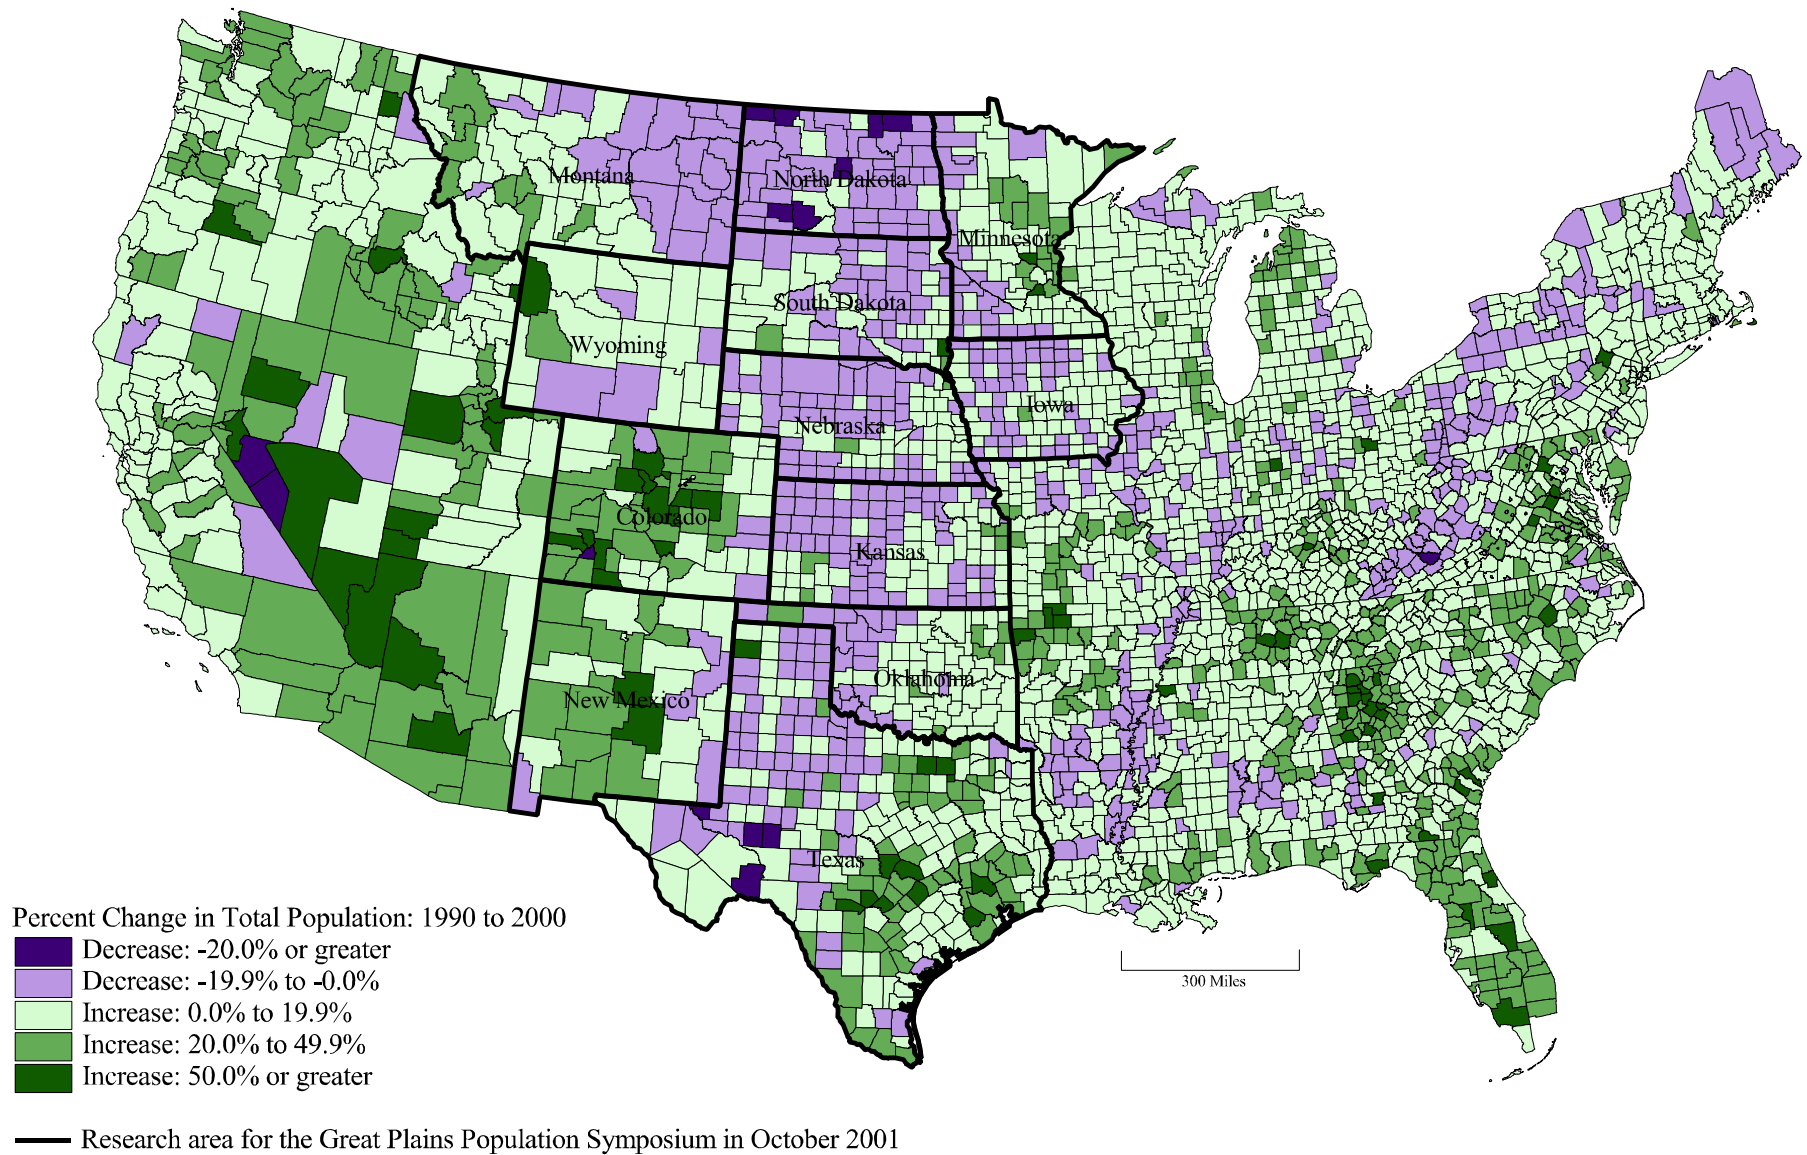 Montana
North Dakota
Minnesota
South Dakota
Wyoming
Iowa
Nebraska
Colorado
Kansas
Oklahoma
New Mexico
Texas
Percent Change in Total Population: 1990 to 2000
Decrease: -20.0% or greater
Decrease: -19.9% to -0.0%
Increase: 0.0% to 19.9%
Increase: 20.0% to 49.9%
Increase: 50.0% or greater
300 Miles
Research area for the Great Plains Population Symposium in October 2001